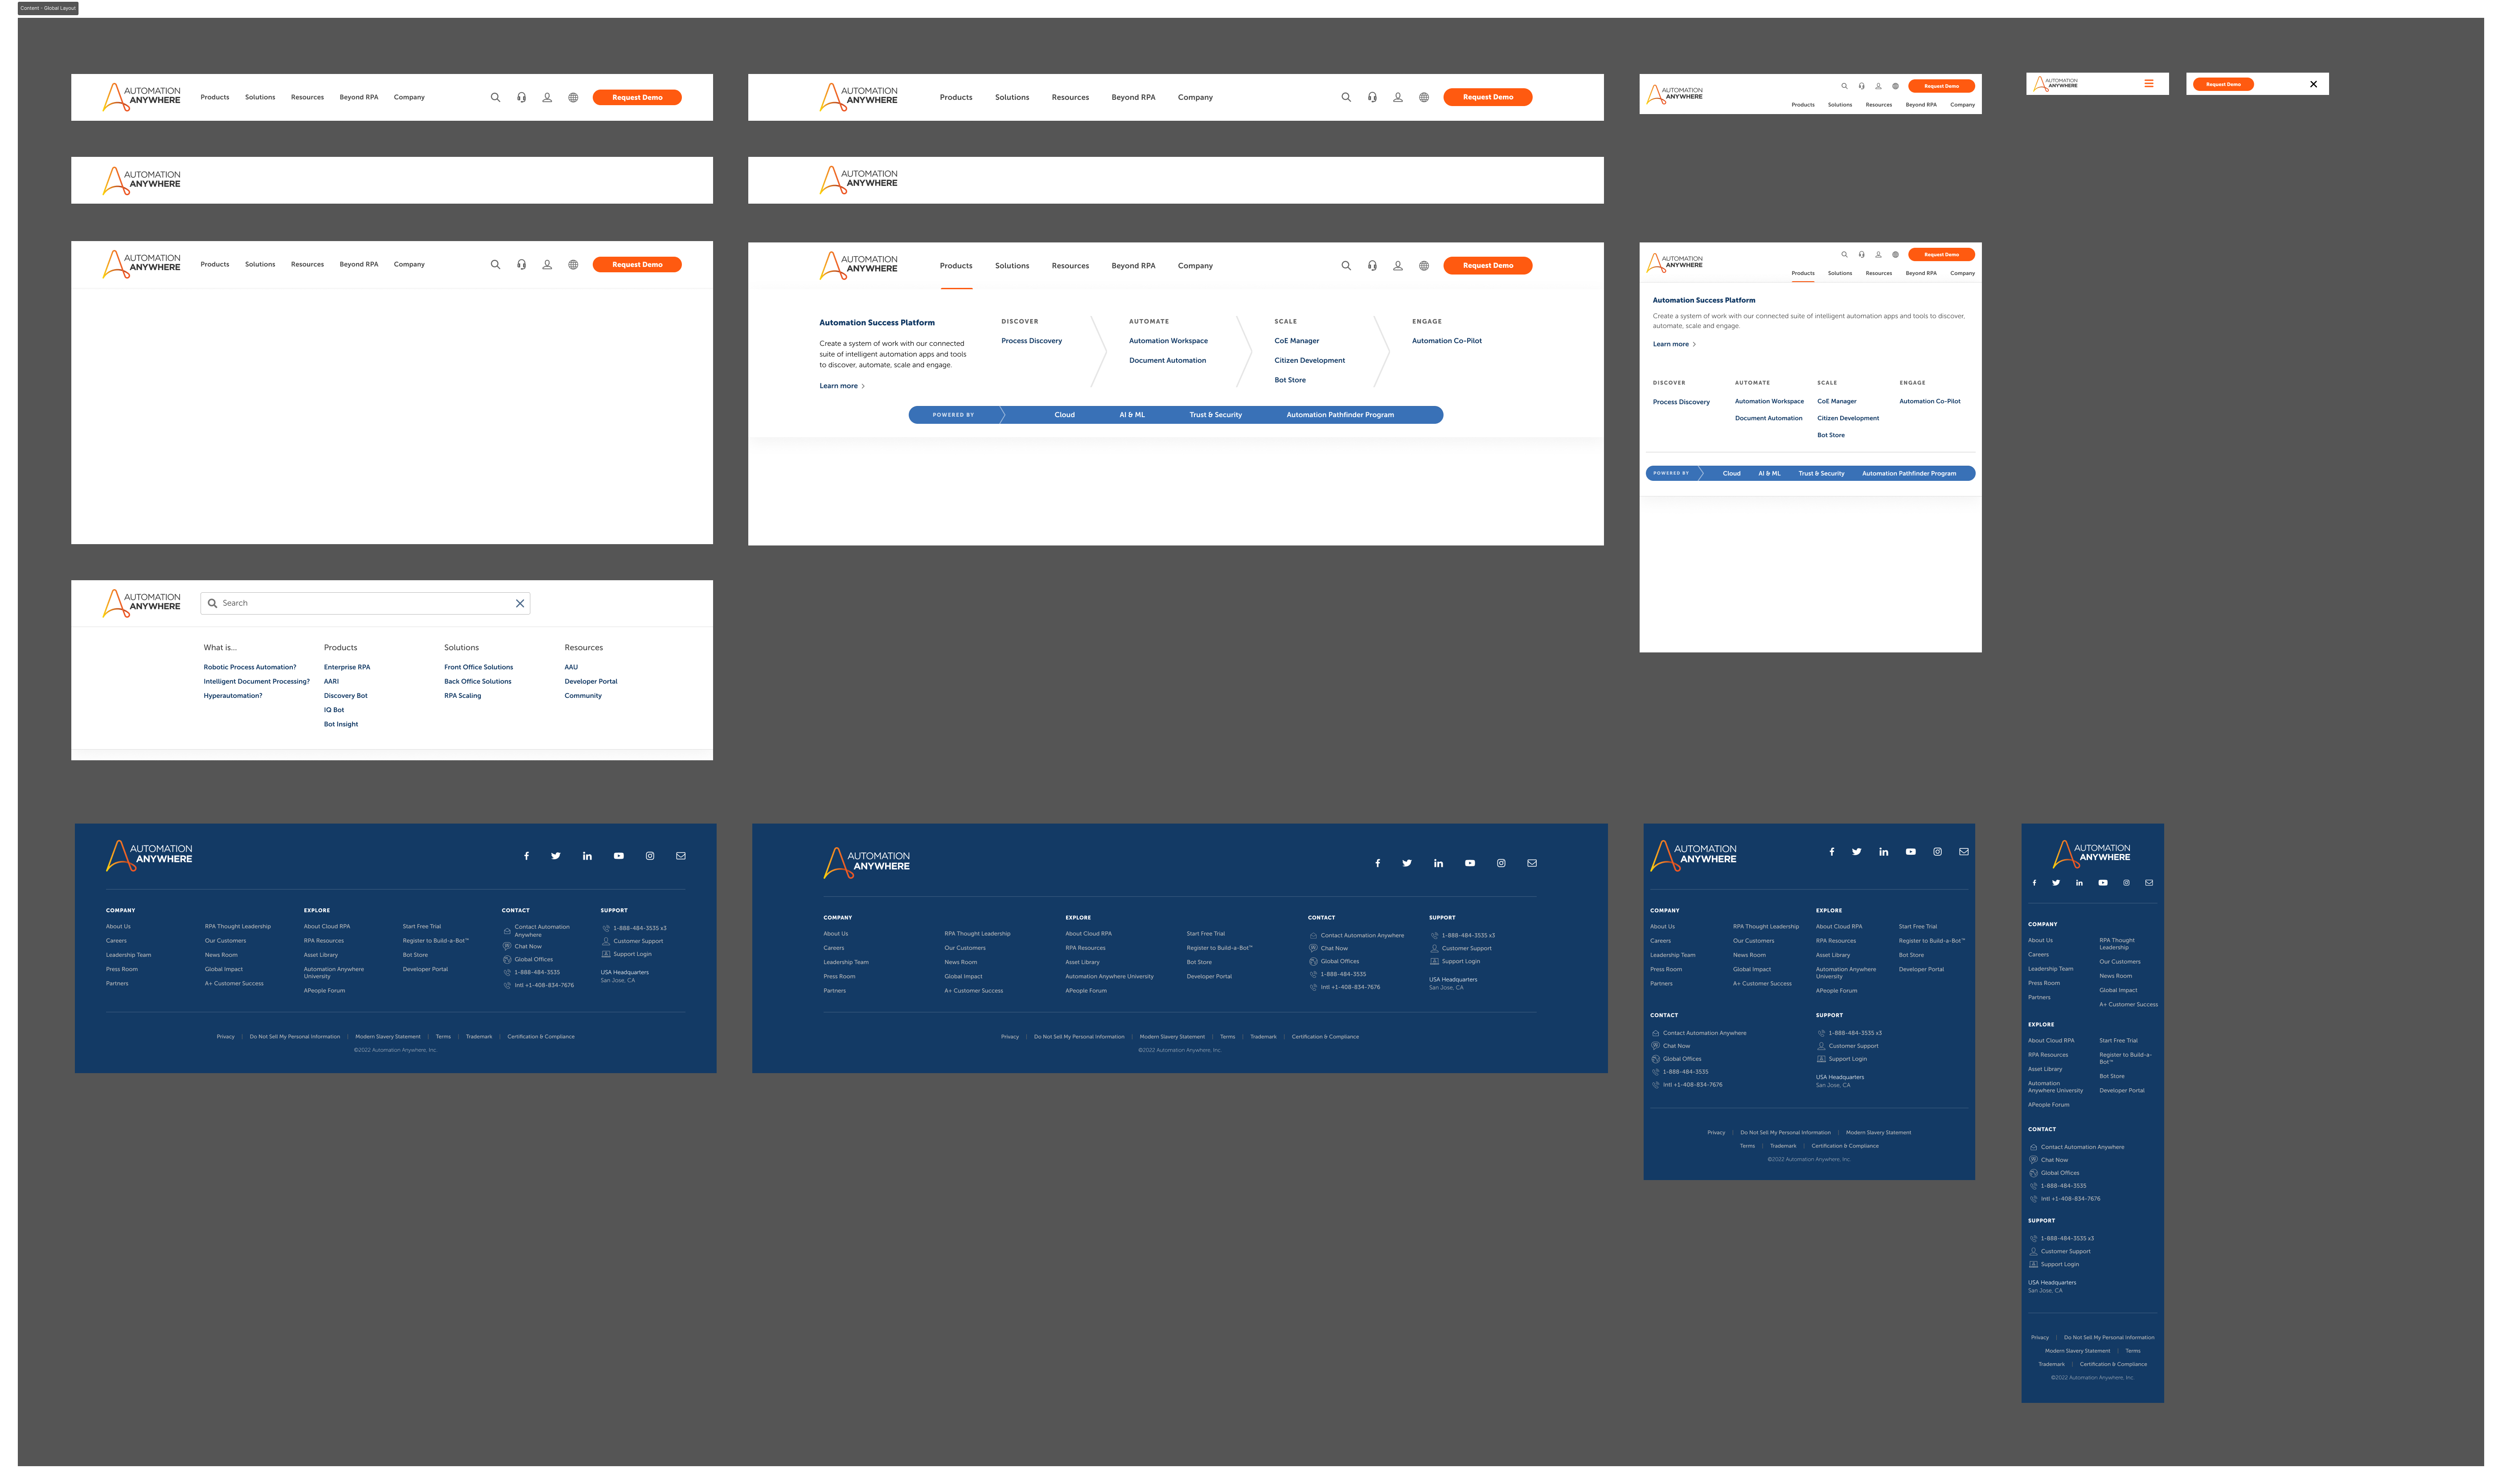 Content - Global Layout
AUTOMATION
ANYWHERE
Products Solutions Resources Beyond RPA Company Request Demo
AUTOMATION
ANYWHERE
Products Solutions Resources Beyond RPA Company Request Demo
AUTOMATION
ANYWHERE
Request Demo
Products Solutions Resources Beyond RPA Company
AUTOMATION
ANYWHERE
Request Demo
AUTOMATION
ANYWHERE
AUTOMATION
ANYWHERE
AUTOMATION
ANYWHERE
Products Solutions Resources Beyond RPA Company Request Demo
AUTOMATION
ANYWHERE
Products Solutions Resources Beyond RPA Company Request Demo
Automation Success Platform
Create a system of work with our connected
suite of intelligent automation apps and tools
to discover, automate, scale and engage.
Learn more
DISCOVER
Process Discovery
AUTOMATE
Automation Workspace
Document Automation
SCALE
CoE Manager
Citizen Development
Bot Store
ENGAGE
Automation Co-Pilot
POWERED BY Cloud AI & ML Trust & Security Automation Pathfinder Program
AUTOMATION
ANYWHERE
Request Demo
Products Solutions Resources Beyond RPA Company
Automation Success Platform
Create a system of work with our connected suite of intelligent automation apps and tools to discover,
automate, scale and engage.
Learn more
DISCOVER
Process Discovery
AUTOMATE
Automation Workspace
Document Automation
SCALE
CoE Manager
Citizen Development
Bot Store
ENGAGE
Automation Co-Pilot
POWERED BY Cloud AI & ML Trust & Security Automation Pathfinder Program
AUTOMATION
ANYWHERE
Search
What is...
Robotic Process Automation?
Intelligent Document Processing?
Hyperautomation?
Products
Enterprise RPA
AARI
Discovery Bot
IQ Bot
Bot Insight
Solutions
Front Office Solutions
Back Office Solutions
RPA Scaling
Resources
AAU
Developer Portal
Community
AUTOMATION
ANYWHERE
COMPANY
About Us
Careers
Leadership Team
Press Room
Partners
RPA Thought Leadership
Our Customers
News Room
Global Impact
A+ Customer Success
EXPLORE
About Cloud RPA
RPA Resources
Asset Library
Automation Anywhere
University
APeople Forum
Start Free Trial
Register to Build-a-Bot™
Bot Store
Developer Portal
CONTACT
Contact Automation
Anywhere
Chat Now
Global Offices
1-888-484-3535
Intl +1-408-834-7676
SUPPORT
1-888-484-3535 x3
Customer Support
Support Login
USA Headquarters
San Jose, CA
Privacy | Do Not Sell My Personal Information | Modern Slavery Statement | Terms | Trademark | Certification & Compliance
©2022 Automation Anywhere, Inc.
AUTOMATION
ANYWHERE
COMPANY
About Us
Careers
Leadership Team
Press Room
Partners
RPA Thought Leadership
Our Customers
News Room
Global Impact
A+ Customer Success
EXPLORE
About Cloud RPA
RPA Resources
Asset Library
Automation Anywhere University
APeople Forum
Start Free Trial
Register to Build-a-Bot™
Bot Store
Developer Portal
CONTACT
Contact Automation Anywhere
Chat Now
Global Offices
1-888-484-3535
Intl +1-408-834-7676
SUPPORT
1-888-484-3535 x3
Customer Support
Support Login
USA Headquarters
San Jose, CA
Privacy | Do Not Sell My Personal Information | Modern Slavery Statement | Terms | Trademark | Certification & Compliance
©2022 Automation Anywhere, Inc.
AUTOMATION
ANYWHERE
COMPANY
About Us
Careers
Leadership Team
Press Room
Partners
RPA Thought Leadership
Our Customers
News Room
Global Impact
A+ Customer Success
EXPLORE
About Cloud RPA
RPA Resources
Asset Library
Automation Anywhere
University
APeople Forum
Start Free Trial
Register to Build-a-Bot™
Bot Store
Developer Portal
CONTACT
Contact Automation Anywhere
Chat Now
Global Offices
1-888-484-3535
Intl +1-408-834-7676
SUPPORT
1-888-484-3535 x3
Customer Support
Support Login
USA Headquarters
San Jose, CA
Privacy | Do Not Sell My Personal Information | Modern Slavery Statement
Terms | Trademark | Certification & Compliance
©2022 Automation Anywhere, Inc.
AUTOMATION
ANYWHERE
COMPANY
About Us
Careers
Leadership Team
Press Room
Partners
RPA Thought
Leadership
Our Customers
News Room
Global Impact
A+ Customer Success
EXPLORE
About Cloud RPA
RPA Resources
Asset Library
Automation
Anywhere University
APeople Forum
Start Free Trial
Register to Build-a-
Bot™
Bot Store
Developer Portal
CONTACT
Contact Automation Anywhere
Chat Now
Global Offices
1-888-484-3535
Intl +1-408-834-7676
SUPPORT
1-888-484-3535 x3
Customer Support
Support Login
USA Headquarters
San Jose, CA
Privacy | Do Not Sell My Personal Information
Modern Slavery Statement | Terms
Trademark | Certification & Compliance
©2022 Automation Anywhere, Inc.